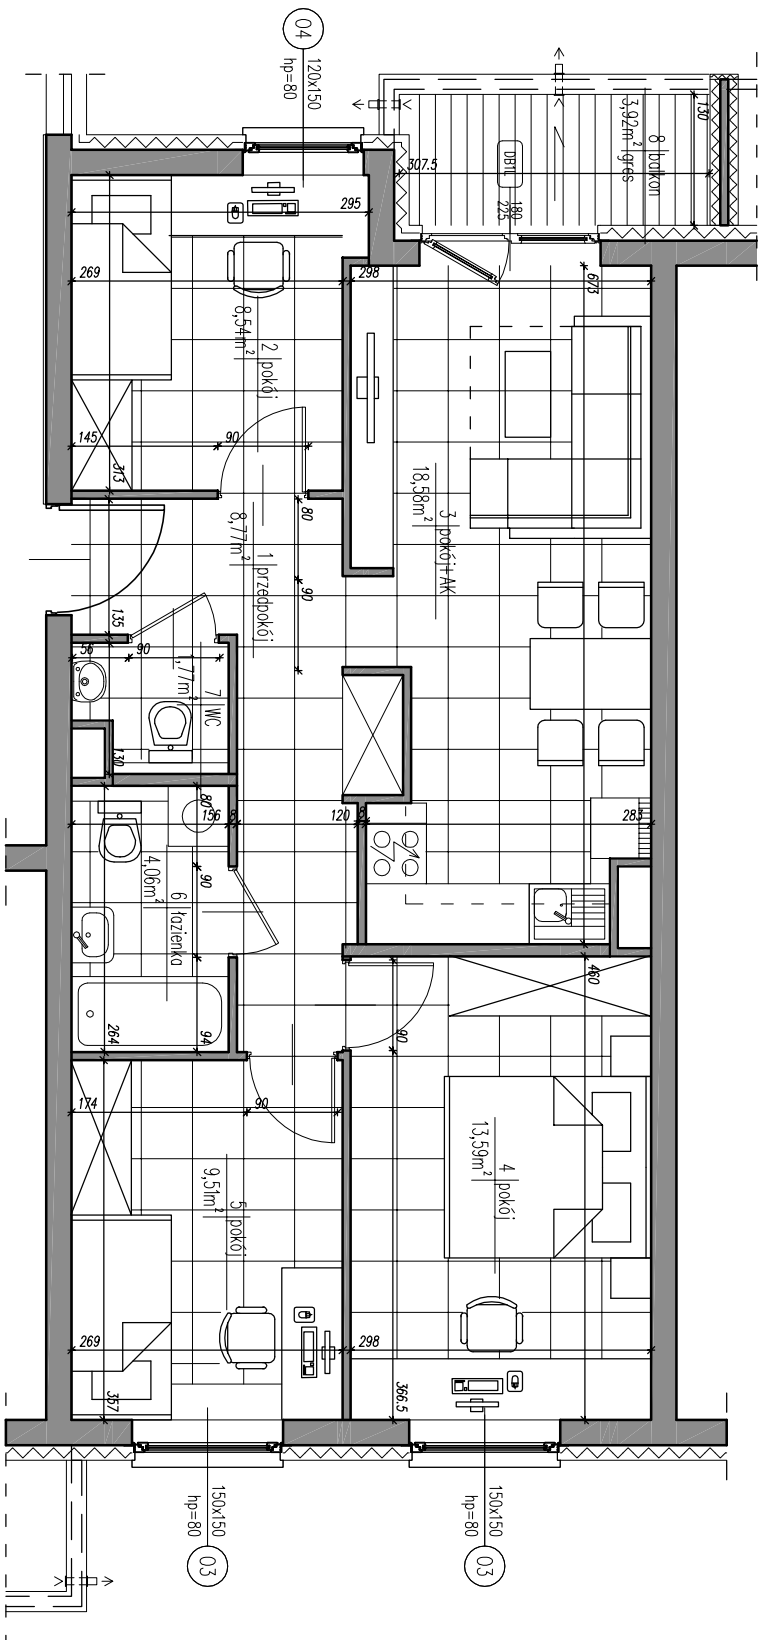 04
120x150
hp=80
8 balkon
3,92m² gres
130
307.5
DB1L
180
225
295
269
298
673
2 pokój
8,54m²
145
90
313
3 pokój+AK
18,58m²
80
90
1 przedpokój
8,77m²
135
56
90
7 WC
1,77m²
130
80
156
8
120
8
283
90
6 łazienka
4,06m²
94
264
460
90
174
90
4 pokój
13,59m²
5 pokój
9,51m²
269
298
357
366.5
150x150
hp=80
03
150x150
hp=80
03